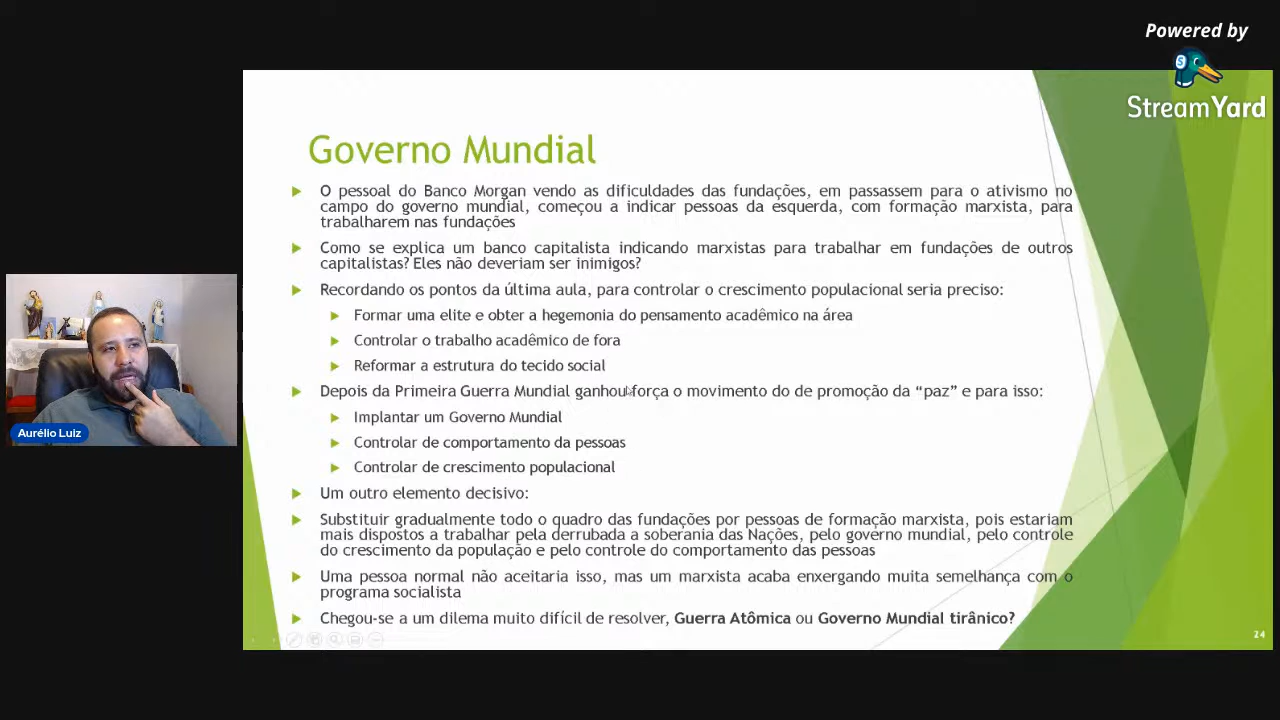 Powered by
StreamYard
Governo Mundial
O pessoal do Banco Morgan vendo as dificuldades das fundações, em passassem para o ativismo no
campo do governo mundial, começou a indicar pessoas da esquerda, com formação marxista, para
trabalharem nas fundações
Como se explica um banco capitalista indicando marxistas para trabalhar em fundações de outros
capitalistas? Eles não deveriam ser inimigos?
Recordando os pontos da última aula, para controlar o crescimento populacional seria preciso:
Formar uma elite e obter a hegemonia do pensamento acadêmico na área
Controlar o trabalho acadêmico de fora
Reformar a estrutura do tecido social
Depois da Primeira Guerra Mundial ganhou força o movimento do de promoção da “paz” e para isso:
Implantar um Governo Mundial
Controlar de comportamento da pessoas
Controlar de crescimento populacional
Um outro elemento decisivo:
Substituir gradualmente todo o quadro das fundações por pessoas de formação marxista, pois estariam
mais dispostos a trabalhar pela derrubada a soberania das Nações, pelo governo mundial, pelo controle
do crescimento da população e pelo controle do comportamento das pessoas
Uma pessoa normal não aceitaria isso, mas um marxista acaba enxergando muita semelhança com o
programa socialista
Chegou-se a um dilema muito difícil de resolver, Guerra Atômica ou Governo Mundial tirânico?
24
Aurélio Luiz